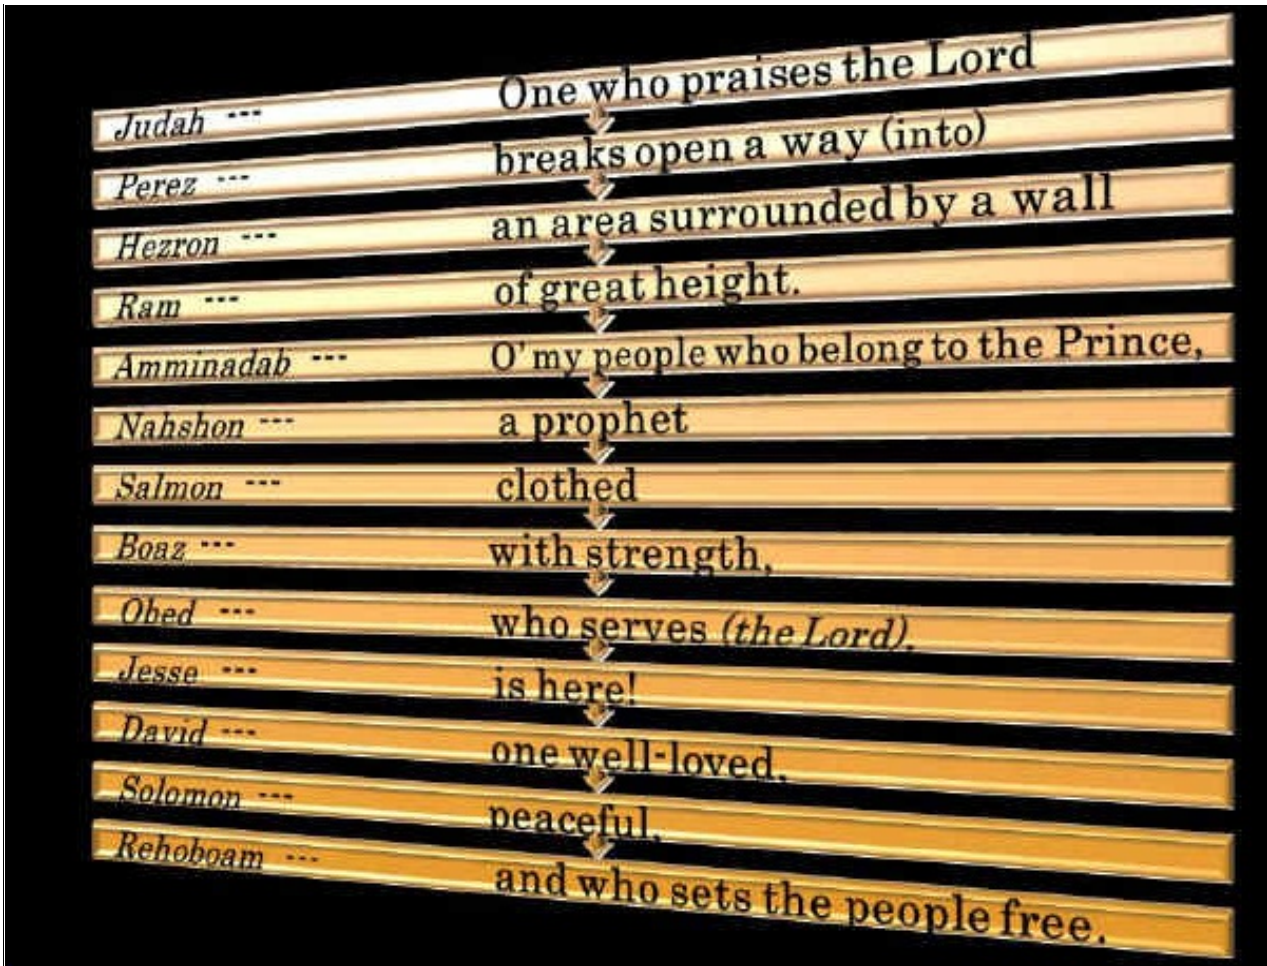 Judah --- One who praises the Lord
Perez --- breaks open a way (into)
Hezron --- an area surrounded by a wall
Ram --- of great height.
Amminadab --- O' my people who belong to the Prince,
Nahshon --- a prophet
Salmon --- clothed
Boaz --- with strength,
Obed --- who serves (the Lord).
Jesse --- is here!
David --- one well-loved,
Solomon --- peaceful,
Rehoboam --- and who sets the people free.